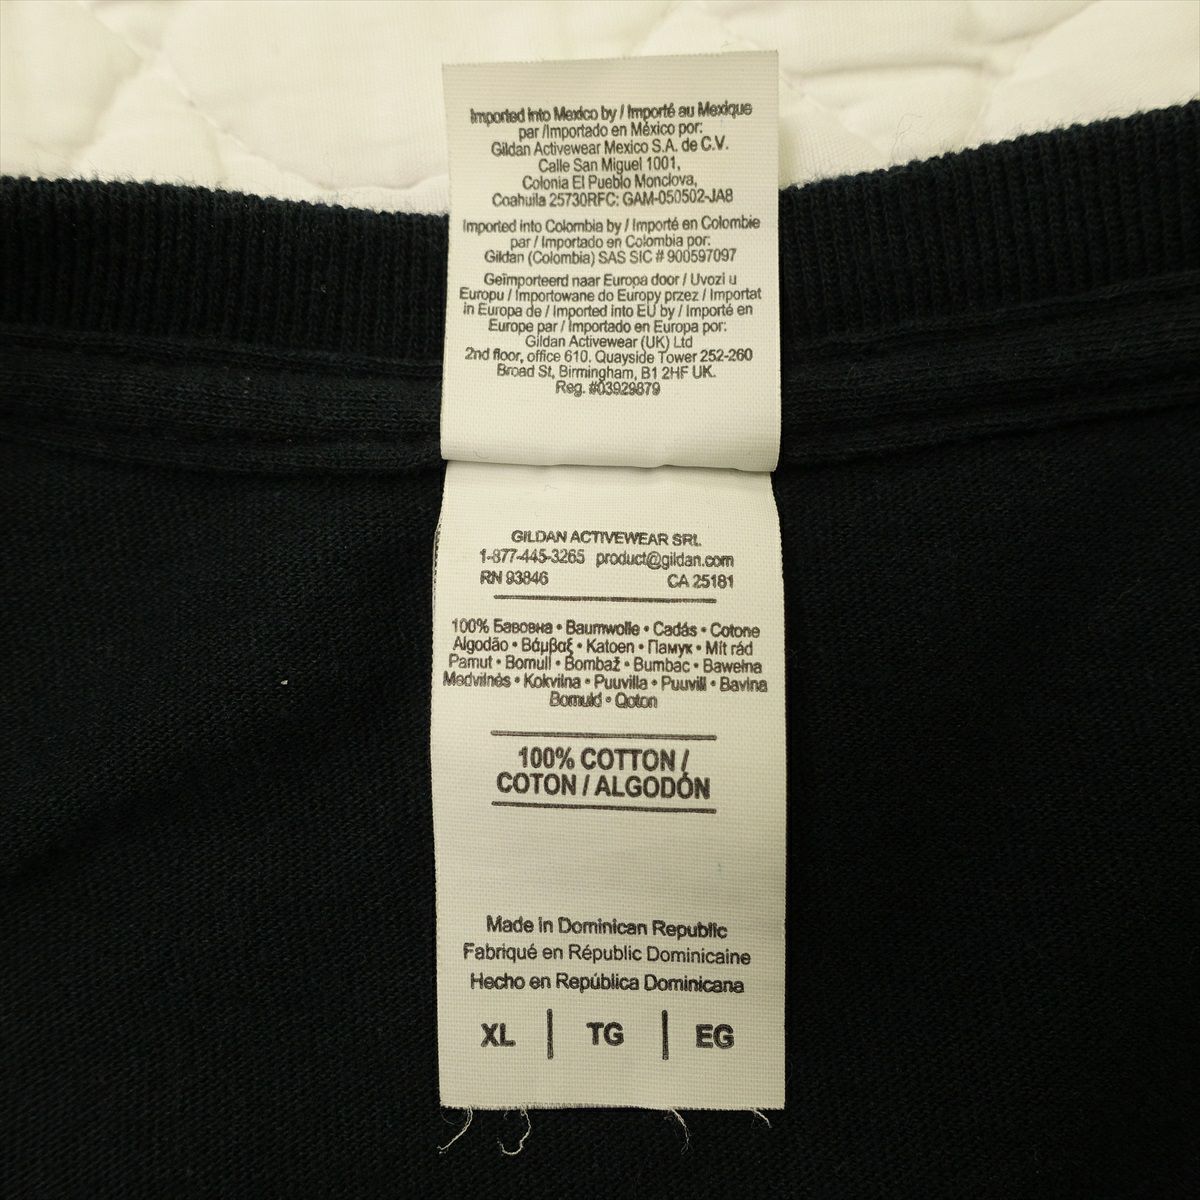 Imported into Mexico by / Importé au Mexique
par /Importado en México por:
Gildan Activewear Mexico S.A. de C.V.
Calle San Miguel 1001,
Colonia El Pueblo Monclova,
Coahuila 25730RFC: GAM-050502-JA8
Imported into Colombia by / Importé en Colombie
par / Importado en Colombia por:
Gildan (Colombia) SAS SIC # 900597097
Geïmporteerd naar Europa door / Uvozi u
Europu / Importowane do Europy przez / Importat
in Europa de / Imported into EU by / Importé en
Europe par / Importado en Europa por:
Gildan Activewear (UK) Ltd
2nd floor, office 610. Quayside Tower 252-260
Broad St, Birmingham, B1 2HF UK.
Reg. #03929879
GILDAN ACTIVEWEAR SRL
1-877-445-3265 product@gildan.com
RN 93846 CA 25181
100% Бавовна • Baumwolle • Cadás • Cotone
Algodão • Βάμβαξ • Katoen • Памук • Mít rád
Pamut • Bomull • Bombaž • Bumbac • Bawełna
Medvilnės • Kokvilna • Puuvilla • Puuvill • Bavlna
Bomuld • Qoton
100% COTTON /
COTON / ALGODÓN
Made in Dominican Republic
Fabriqué en Républic Dominicaine
Hecho en República Dominicana
XL | TG | EG